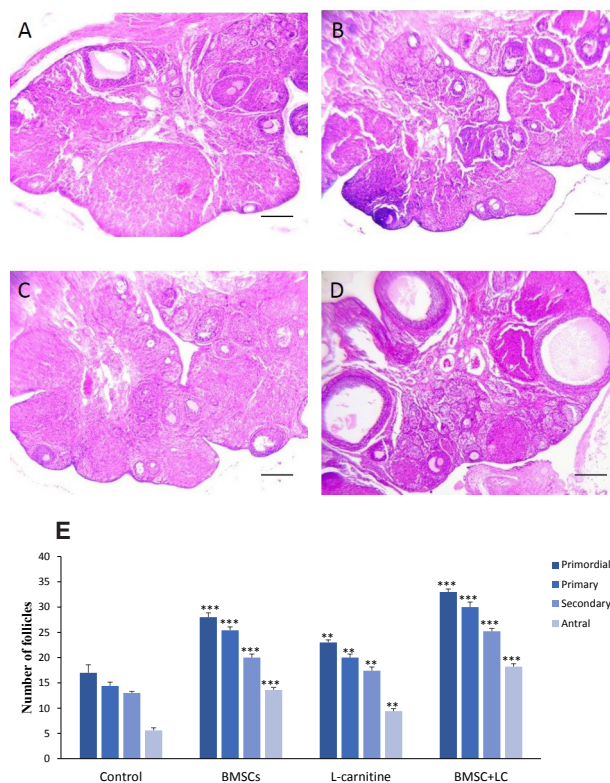 A
B
C
D
E
40
35
30
25
20
15
10
5
0
Number of follicles
***
***
***
***
**
**
**
**
***
***
***
***
Control
BMSCs
L-carnitine
BMSC+LC
Primordial
Primary
Secondary
Antral